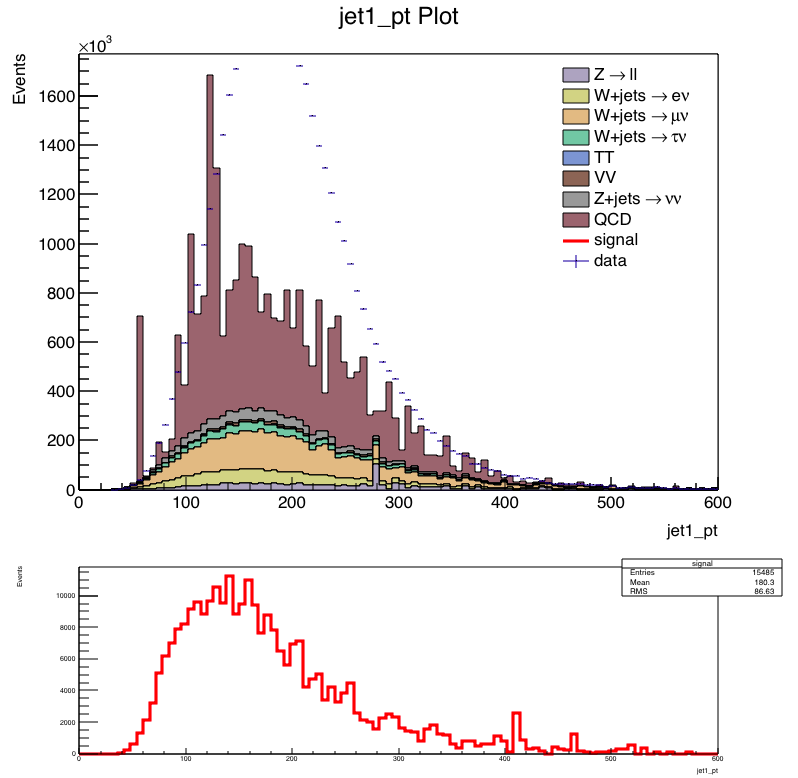 jet1_pt Plot
×10³
Events
1600
1400
1200
1000
800
600
400
200
0
0 100 200 300 400 500 600
jet1_pt
Z → ll
W+jets → eν
W+jets → μν
W+jets → τν
TT
VV
Z+jets → νν
QCD
signal
data
Events
10000
8000
6000
4000
2000
0
0 100 200 300 400 500 600
jet1_pt
signal
Entries 15485
Mean 180.3
RMS 86.63